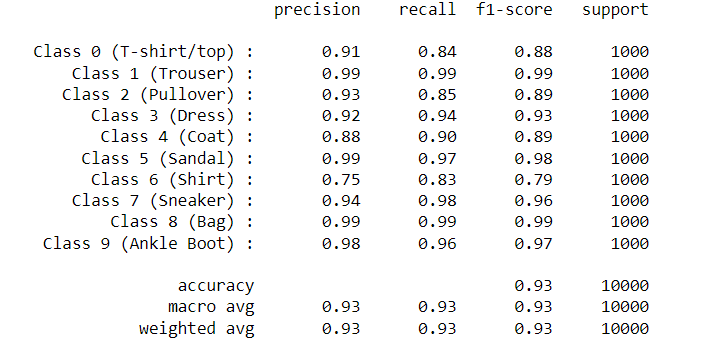 precision recall f1-score support
Class 0 (T-shirt/top) : 0.91 0.84 0.88 1000
Class 1 (Trouser) : 0.99 0.99 0.99 1000
Class 2 (Pullover) : 0.93 0.85 0.89 1000
Class 3 (Dress) : 0.92 0.94 0.93 1000
Class 4 (Coat) : 0.88 0.90 0.89 1000
Class 5 (Sandal) : 0.99 0.97 0.98 1000
Class 6 (Shirt) : 0.75 0.83 0.79 1000
Class 7 (Sneaker) : 0.94 0.98 0.96 1000
Class 8 (Bag) : 0.99 0.99 0.99 1000
Class 9 (Ankle Boot) : 0.98 0.96 0.97 1000
accuracy 0.93 10000
macro avg 0.93 0.93 0.93 10000
weighted avg 0.93 0.93 0.93 10000